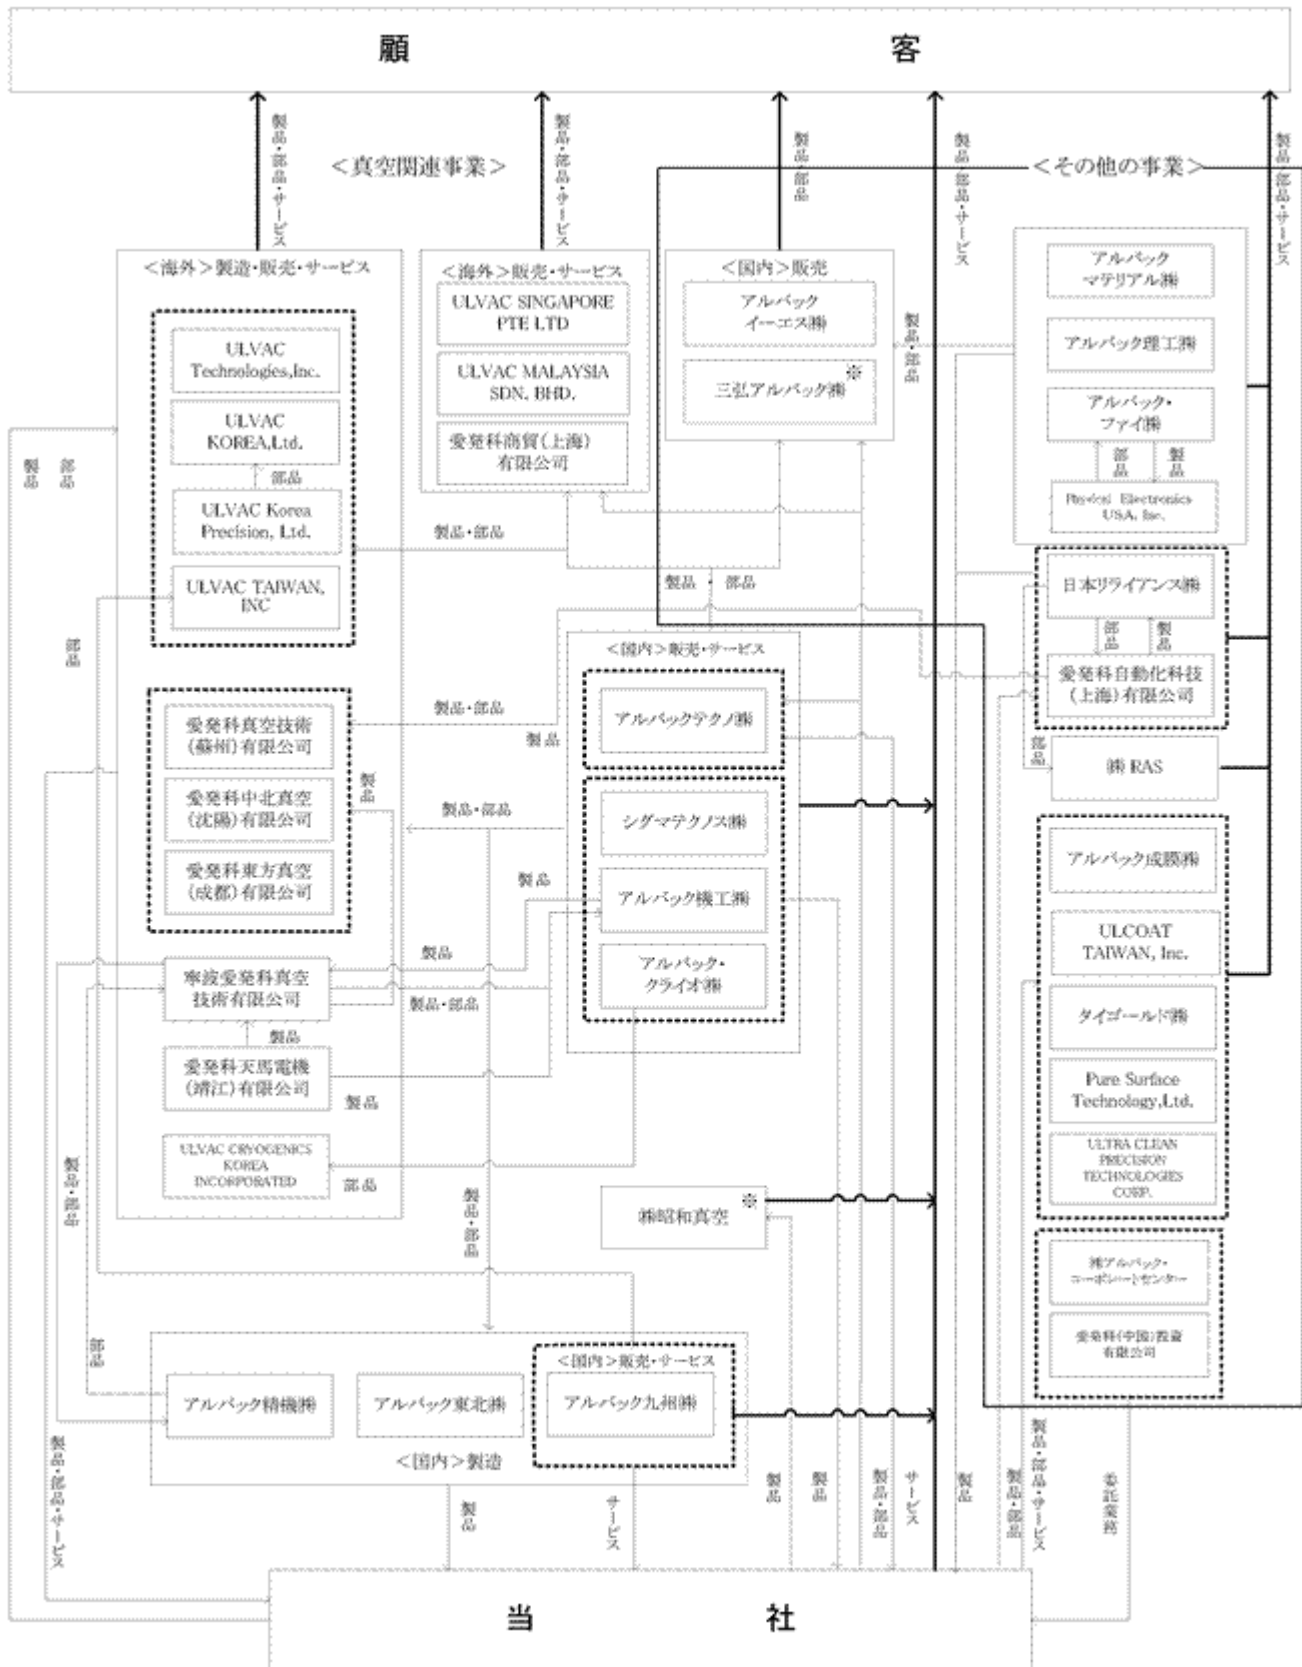 顧客
製品・部品・サービス
製品・部品・サービス
製品・部品
製品・部品・サービス
製品・部品・サービス
＜真空関連事業＞
＜その他の事業＞
＜海外＞製造・販売・サービス
ULVAC
Technologies,Inc.
ULVAC
KOREA,Ltd.
部品
ULVAC Korea
Precision, Ltd.
ULVAC TAIWAN,
INC
愛発科真空技術
(蘇州)有限公司
愛発科中北真空
(沈陽)有限公司
愛発科東方真空
(成都)有限公司
寧波愛発科真空
技術有限公司
製品
愛発科天馬電機
(靖江)有限公司
ULVAC CRYOGENICS
KOREA
INCORPORATED
＜海外＞販売・サービス
ULVAC SINGAPORE
PTE LTD
ULVAC MALAYSIA
SDN. BHD.
愛発科商貿(上海)
有限公司
＜国内＞販売
アルバック
イーエス㈱
三弘アルバック㈱
※
製品・部品
アルバック
マテリアル㈱
アルバック理工㈱
アルバック・
ファイ㈱
部品
製品
Physical Electronics
USA, Inc.
日本リライアンス㈱
部品
製品
愛発科自動化科技
(上海)有限公司
部品
㈱RAS
アルバック成膜㈱
ULCOAT
TAIWAN, Inc.
タイゴールド㈱
Pure Surface
Technology,Ltd.
ULTRA CLEAN
PRECISION
TECHNOLOGIES
CORP.
㈱アルバック・
コーポレートセンター
愛発科(中国)投資
有限公司
製品
部品
製品・部品
製品・部品
部品
＜国内＞販売・サービス
アルバックテクノ㈱
シグマテクノス㈱
アルバック機工㈱
アルバック・
クライオ㈱
製品・部品
製品
製品
製品・部品
製品
製品
製品・部品
製品
部品
製品・部品
製品・部品
㈱昭和真空
※
部品
＜国内＞販売・サービス
アルバック精機㈱
アルバック東北㈱
アルバック九州㈱
＜国内＞製造
製品・部品・サービス
製品
サービス
製品
製品
製品・部品
サービス
製品
製品・部品
製品・部品・サービス
委託業務
当社